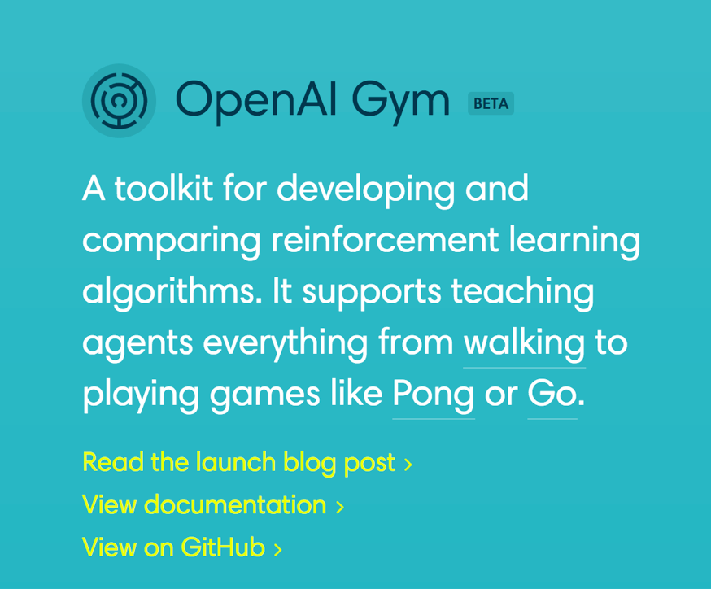 OpenAI Gym BETA
A toolkit for developing and
comparing reinforcement learning
algorithms. It supports teaching
agents everything from walking to
playing games like Pong or Go.
Read the launch blog post >
View documentation >
View on GitHub >